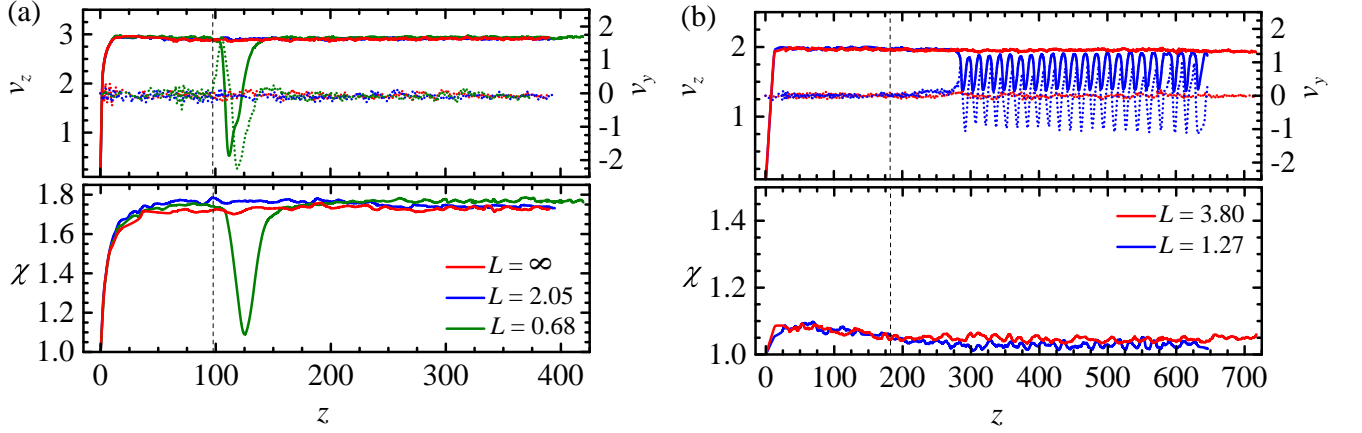 (a)
3
2
1
v_z
2
1
0
-1
-2
v_y
1.8
1.6
1.4
1.2
1.0
χ
L = ∞
L = 2.05
L = 0.68
0 100 200 300 400
z
(b)
2
1
v_z
2
1
0
-1
-2
v_y
1.4
1.2
1.0
χ
L = 3.80
L = 1.27
0 100 200 300 400 500 600 700
z